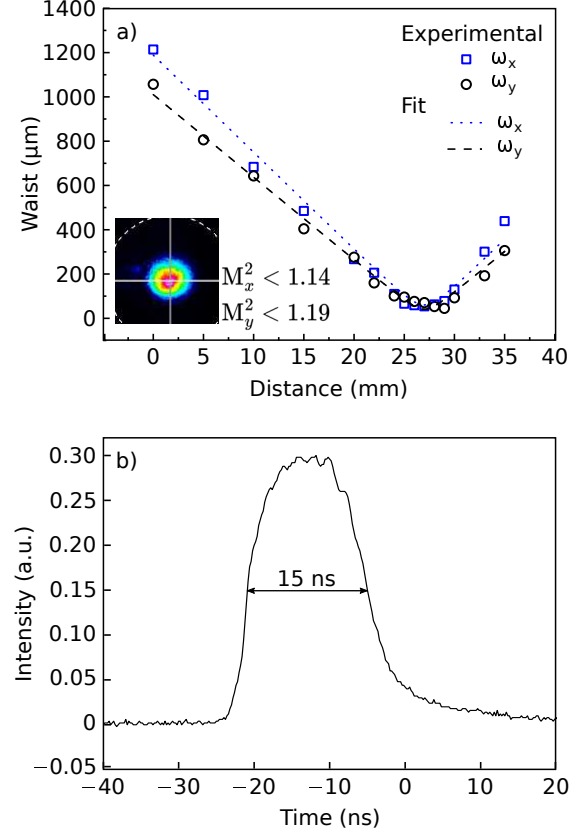 a)
Experimental
ωx
ωy
Fit
ωx
ωy
1400
1200
1000
800
600
400
200
0
Waist (μm)
M²x < 1.14
M²y < 1.19
0 5 10 15 20 25 30 35 40
Distance (mm)
b)
0.30
0.25
0.20
0.15
0.10
0.05
0
−0.05
Intensity (a.u.)
15 ns
−40 −30 −20 −10 0 10 20
Time (ns)